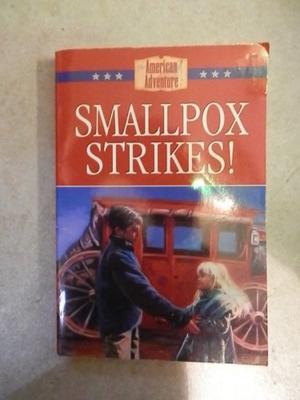 American
Adventure
SMALLPOX
STRIKES!